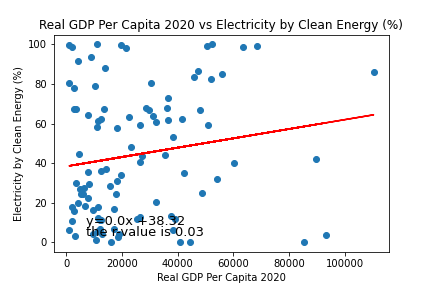 Real GDP Per Capita 2020 vs Electricity by Clean Energy (%)
Electricity by Clean Energy (%)
100
80
60
40
20
0
y=0.0x +38.32
the r-value is 0.03
0
20000
40000
60000
80000
100000
Real GDP Per Capita 2020